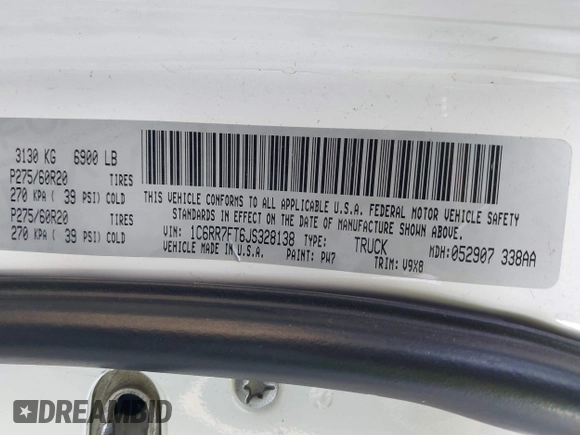 3130 KG 6900 LB
P275/60R20 TIRES
270 KPA ( 39 PSI) COLD
P275/60R20 TIRES
270 KPA ( 39 PSI) COLD
THIS VEHICLE CONFORMS TO ALL APPLICABLE U.S.A. FEDERAL MOTOR VEHICLE SAFETY
STANDARDS IN EFFECT ON THE DATE OF MANUFACTURE SHOWN ABOVE.
VIN: 1C6RR7FT6JS328138 TYPE: TRUCK MDH: 052907 338AA
MADE IN U.S.A. PAINT: PW7 TRIM: V9X8
DREAMBID